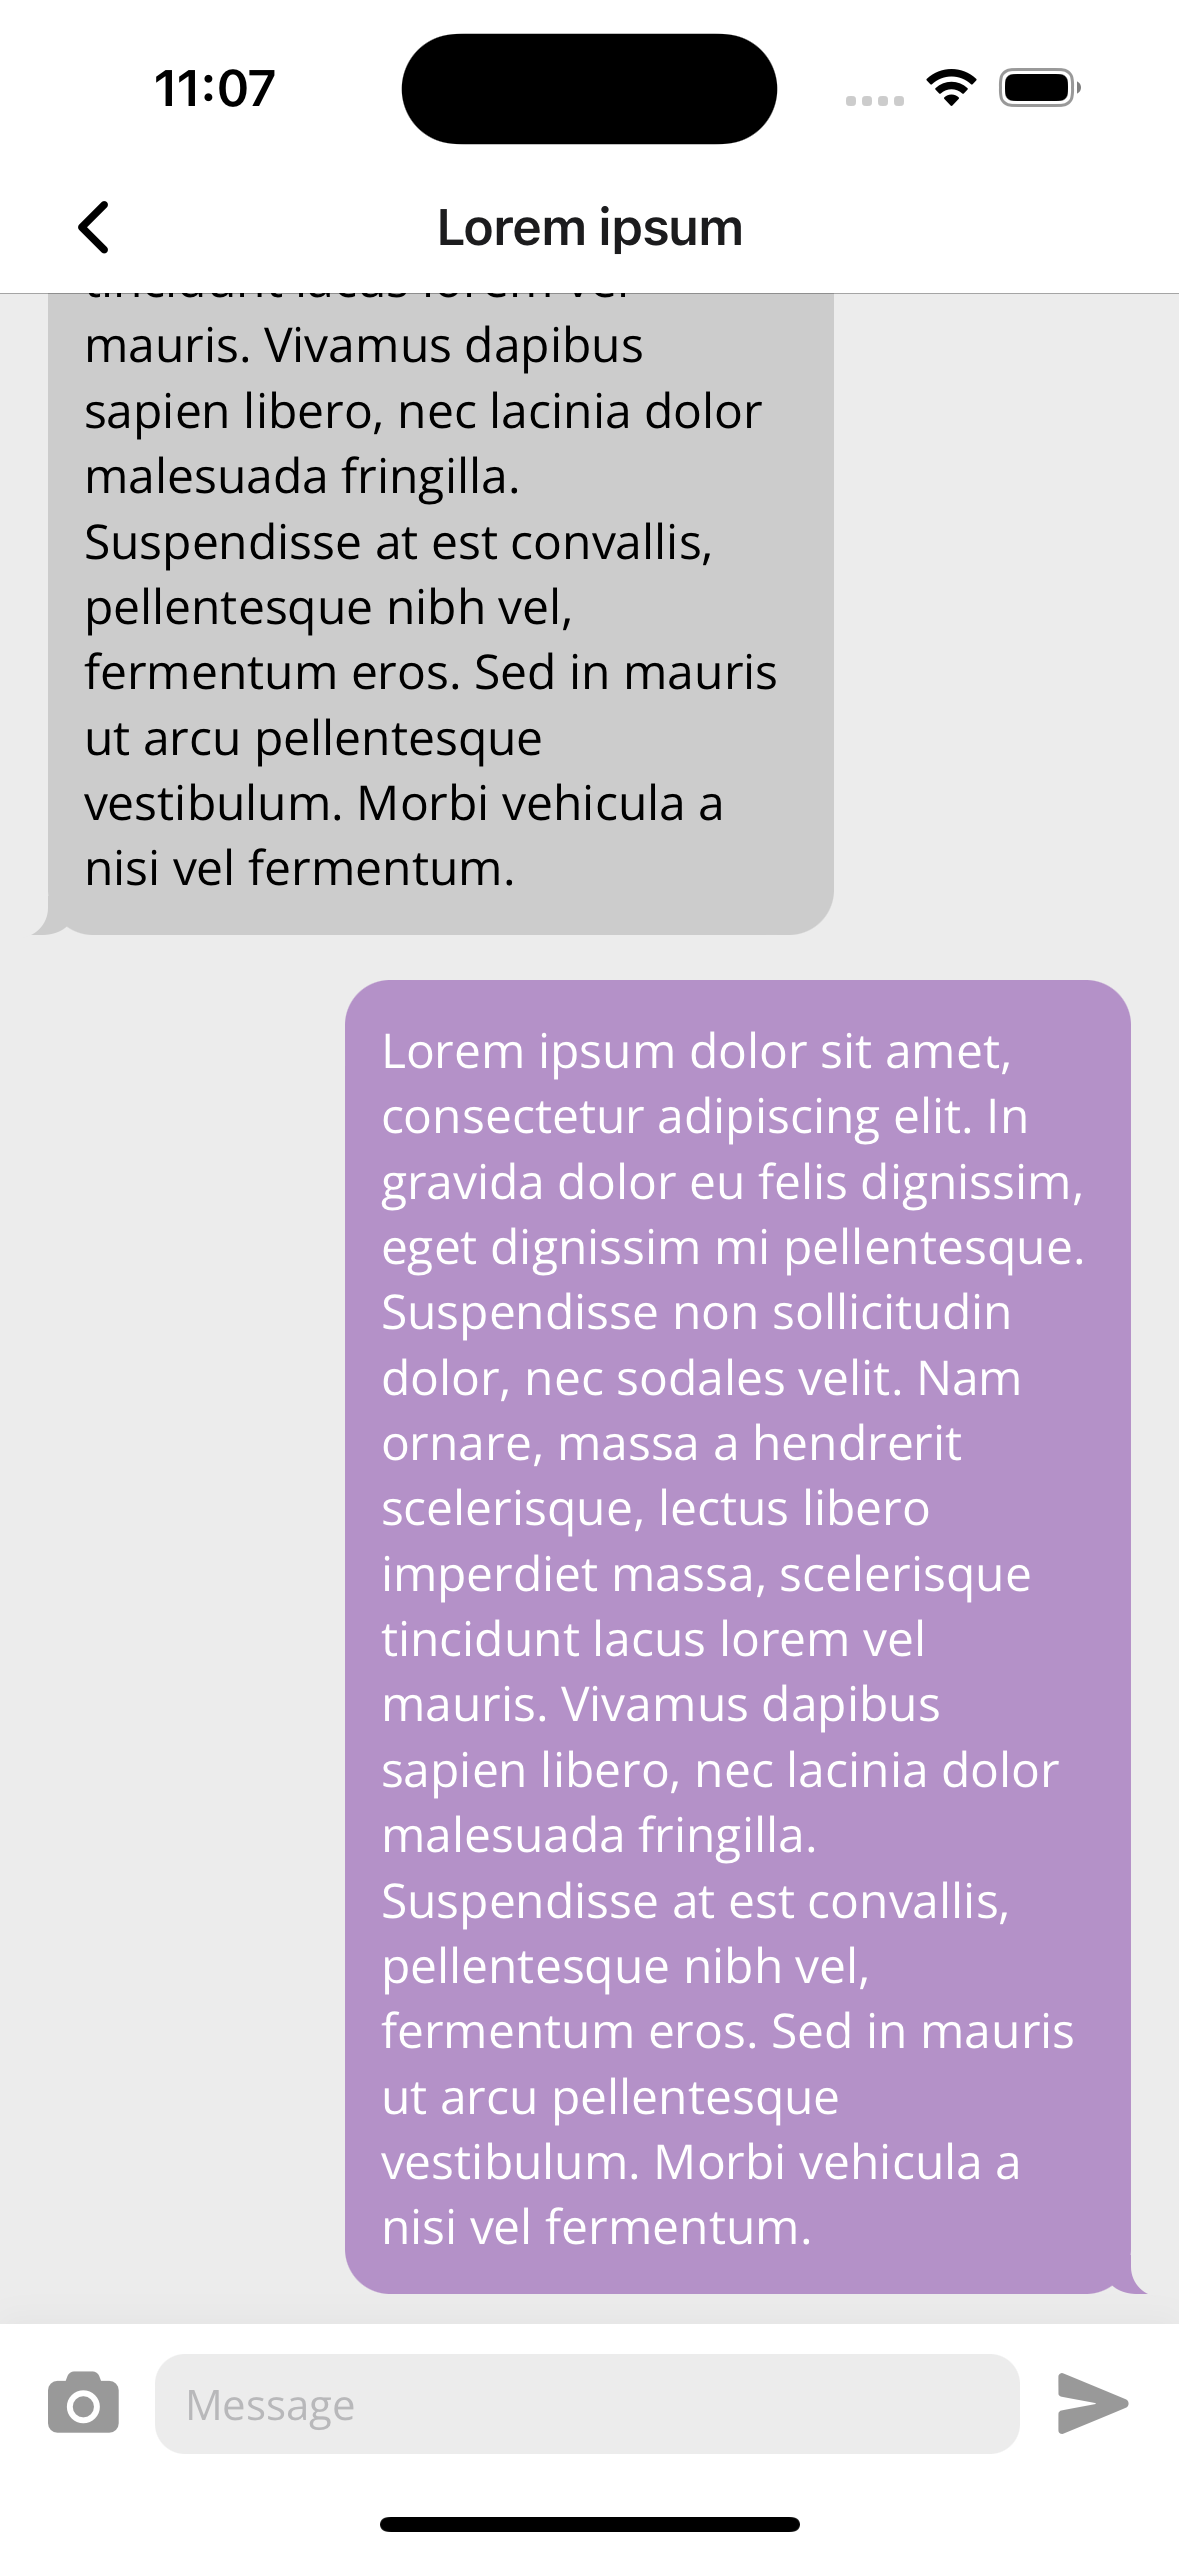 11:07
Lorem ipsum
tincidunt lacus lorem vel
mauris. Vivamus dapibus
sapien libero, nec lacinia dolor
malesuada fringilla.
Suspendisse at est convallis,
pellentesque nibh vel,
fermentum eros. Sed in mauris
ut arcu pellentesque
vestibulum. Morbi vehicula a
nisi vel fermentum.
Lorem ipsum dolor sit amet,
consectetur adipiscing elit. In
gravida dolor eu felis dignissim,
eget dignissim mi pellentesque.
Suspendisse non sollicitudin
dolor, nec sodales velit. Nam
ornare, massa a hendrerit
scelerisque, lectus libero
imperdiet massa, scelerisque
tincidunt lacus lorem vel
mauris. Vivamus dapibus
sapien libero, nec lacinia dolor
malesuada fringilla.
Suspendisse at est convallis,
pellentesque nibh vel,
fermentum eros. Sed in mauris
ut arcu pellentesque
vestibulum. Morbi vehicula a
nisi vel fermentum.
Message